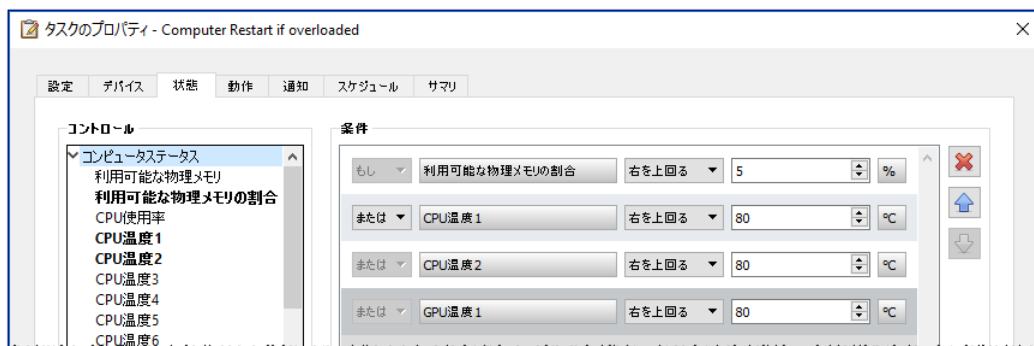 タスクのプロパティ - Computer Restart if overloaded
設定 デバイス 状態 動作 通知 スケジュール サマリ
コントロール
コンピュータステータス
利用可能な物理メモリ
利用可能な物理メモリの割合
CPU使用率
CPU温度1
CPU温度2
CPU温度3
CPU温度4
CPU温度5
CPU温度6
条件
もし 利用可能な物理メモリの割合 右を上回る 5 %
または CPU温度1 右を上回る 80 ℃
または CPU温度2 右を上回る 80 ℃
または GPU温度1 右を上回る 80 ℃